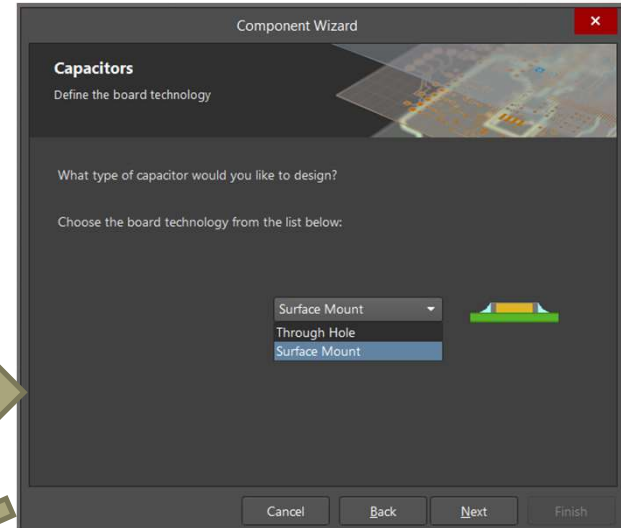 Component Wizard
Capacitors
Define the board technology
What type of capacitor would you like to design?
Choose the board technology from the list below:
Surface Mount
Through Hole
Surface Mount
Cancel Back Next Finish